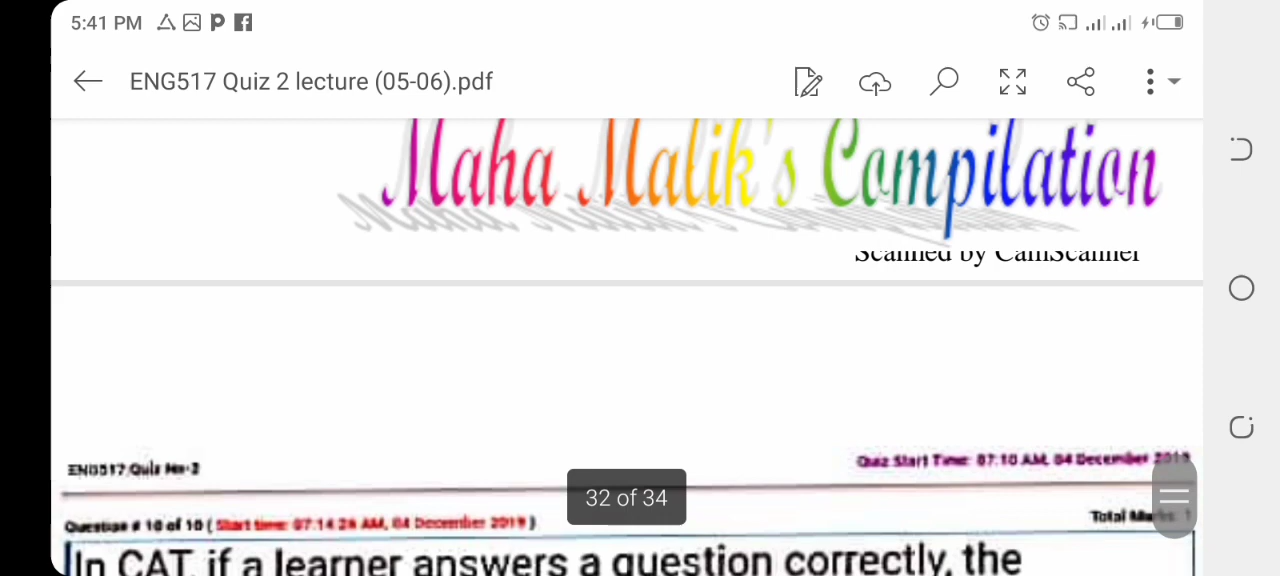 5:41 PM
ENG517 Quiz 2 lecture (05-06).pdf
Maha Malik's Compilation
Scanned by CamScanner
ENG517 Quiz No-2
Quiz Start Time: 07:10 AM, 04 December 2019
32 of 34
Question # 10 of 10 ( Start time: 07:14:26 AM, 04 December 2019 )
Total Marks: 1
In CAT, if a learner answers a question correctly, the